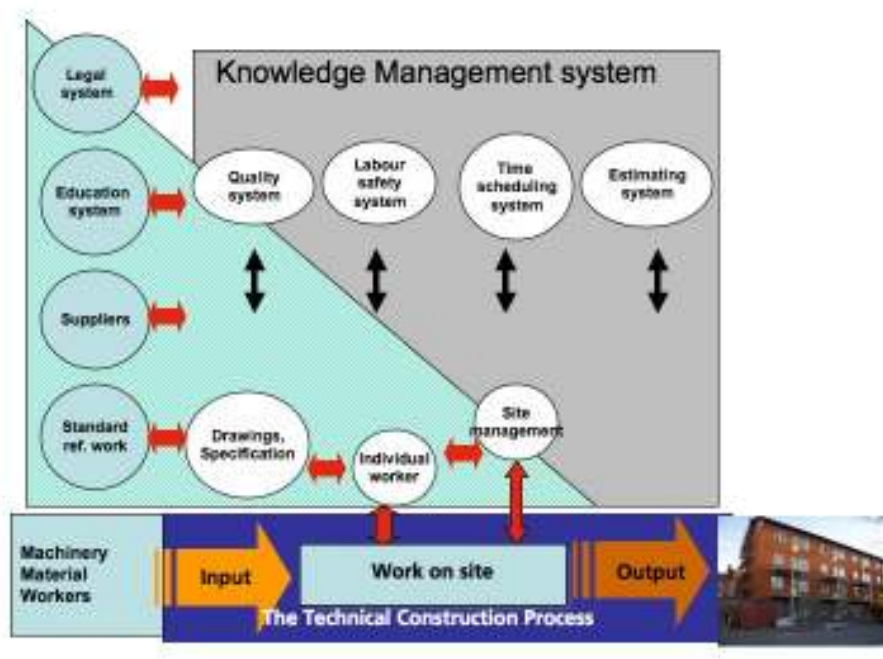 Knowledge Management system
Legal
system
Education
system
Suppliers
Standard
ref. work
Quality
system
Labour
safety
system
Time
scheduling
system
Estimating
system
Drawings,
Specification
Individual
worker
Site
management
Machinery
Material
Workers
Input
Work on site
Output
The Technical Construction Process